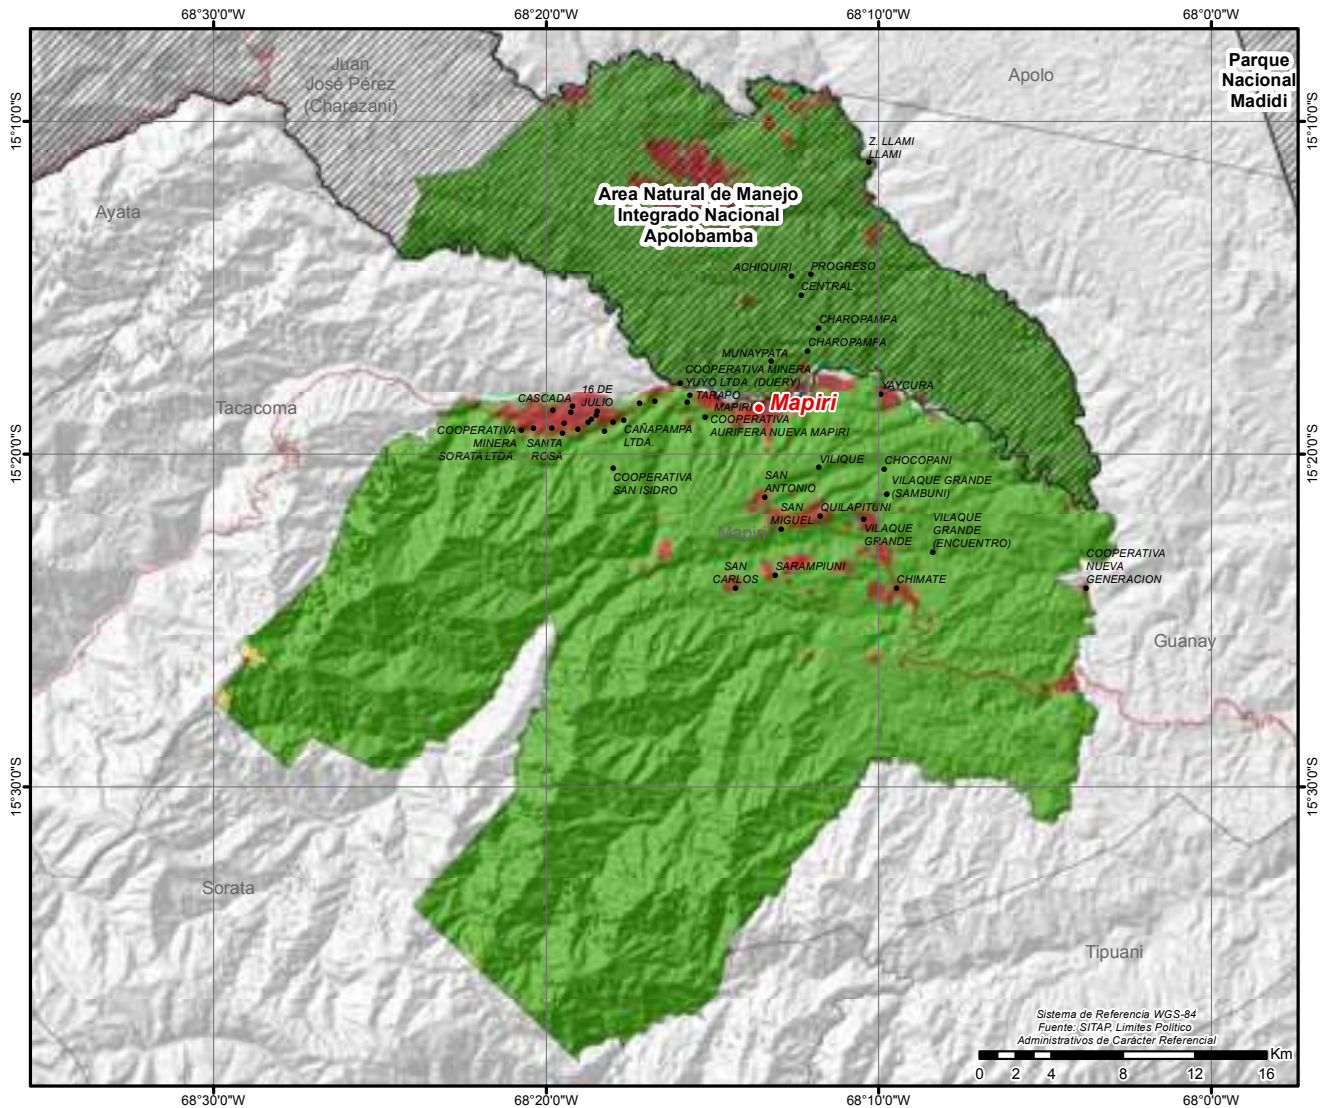 68°30'0"W
68°20'0"W
68°10'0"W
68°0'0"W
15°10'0"S
15°10'0"S
Juan
José Pérez
(Charazani)
Apolo
Parque
Nacional
Madidi
Z. LLAMI
LLAMI
Ayata
Area Natural de Manejo
Integrado Nacional
Apolobamba
ACHIQUIRI
PROGRESO
CENTRAL
CHAROPAMPA
CHAROPAMPA
MUNAYPATA
COOPERATIVA MINERA
YUYO LTDA. (DUERY)
YAYCURA
Tacacoma
CASCADA
16 DE
JULIO
TARAPO
MAPIRI
Mapiri
COOPERATIVA
AURIFERA NUEVA MAPIRI
COOPERATIVA
MINERA
SORATA LTDA.
SANTA
ROSA
CAÑAPAMPA
LTDA.
15°20'0"S
15°20'0"S
COOPERATIVA
SAN ISIDRO
VILIQUE
CHOCOPANI
SAN
ANTONIO
VILAQUE GRANDE
(SAMBUNI)
SAN
MIGUEL
QUILAPITUNI
VILAQUE
GRANDE
VILAQUE
GRANDE
(ENCUENTRO)
Mapiri
SAN
CARLOS
SARAMPIUNI
CHIMATE
COOPERATIVA
NUEVA
GENERACION
Guanay
15°30'0"S
15°30'0"S
Sorata
Tipuani
Sistema de Referencia WGS-84
Fuente: SITAP, Limites Político
Administrativos de Carácter Referencial
Km
0 2 4 8 12 16
68°30'0"W
68°20'0"W
68°10'0"W
68°0'0"W